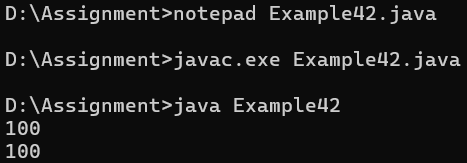 D:\Assignment>notepad Example42.java
D:\Assignment>javac.exe Example42.java
D:\Assignment>java Example42
100
100